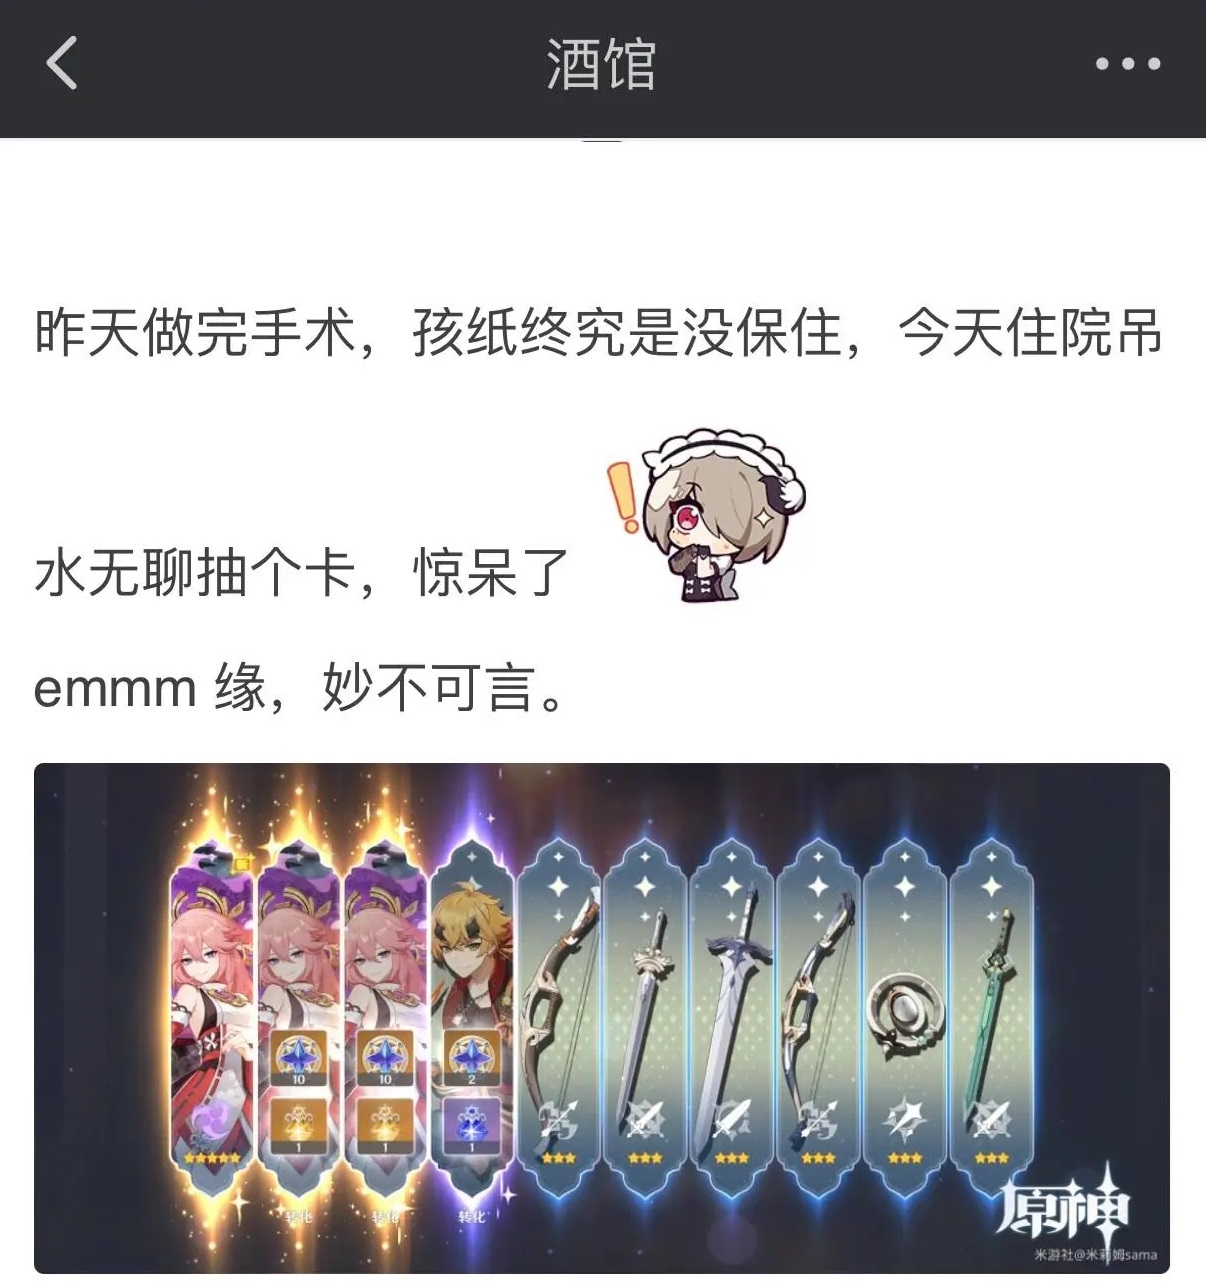 酒馆
昨天做完手术，孩纸终究是没保住，今天住院吊
水无聊抽个卡，惊呆了
emmm 缘，妙不可言。
10
10
2
1
1
1
转化
转化
转化
原神
米游社@米莉姆sama